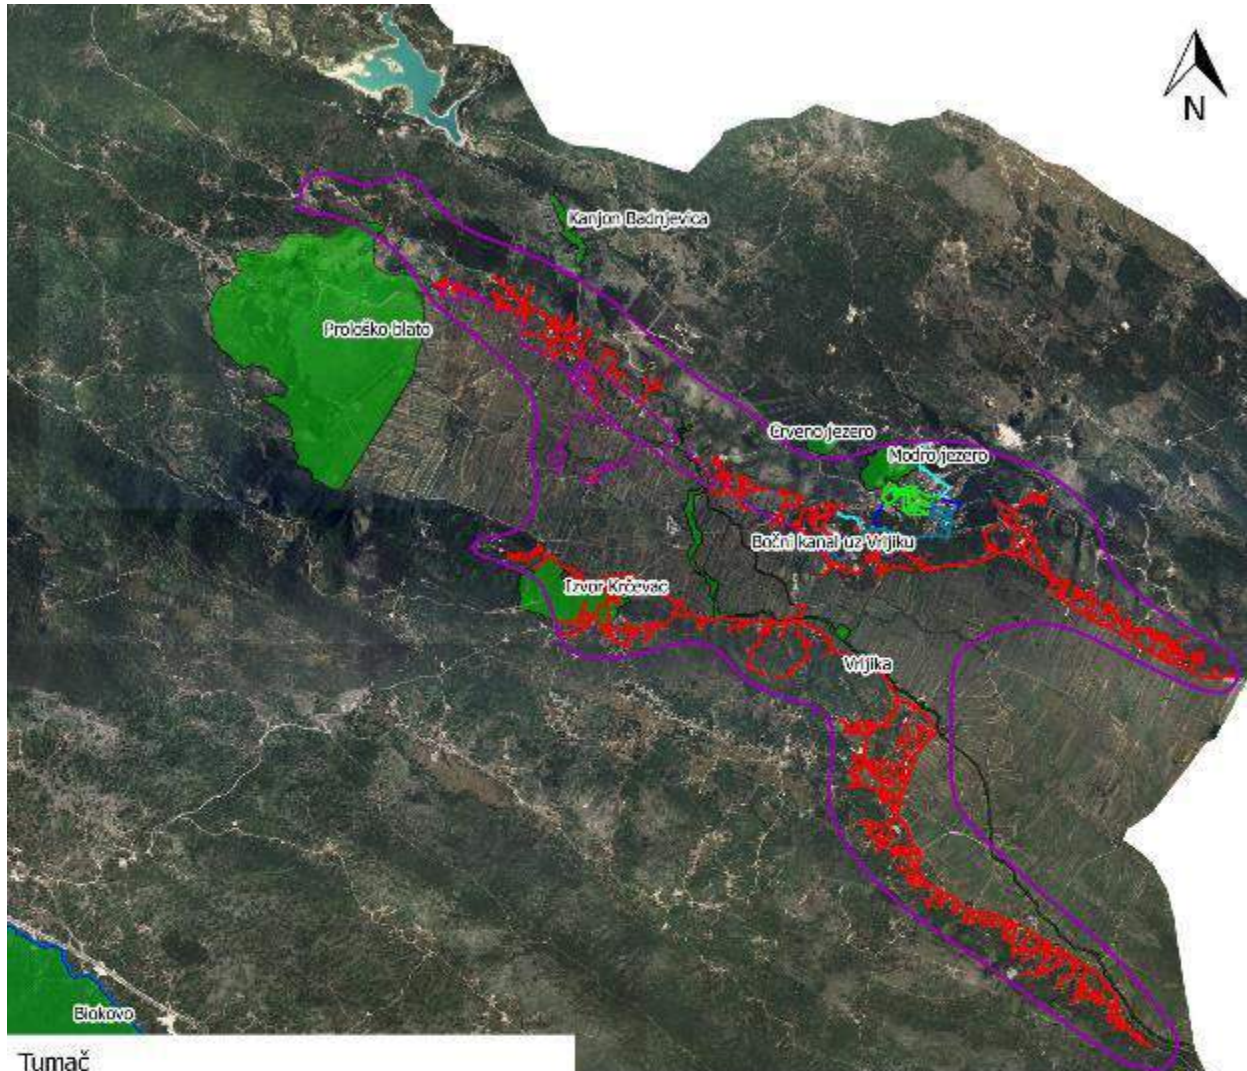 N
Kanjon Badnjevica
Prološko blato
Crveno jezero
Modro jezero
Bočni kanal uz Vrljiku
Izvor Krčevac
Vrljika
Biokovo
Tumač